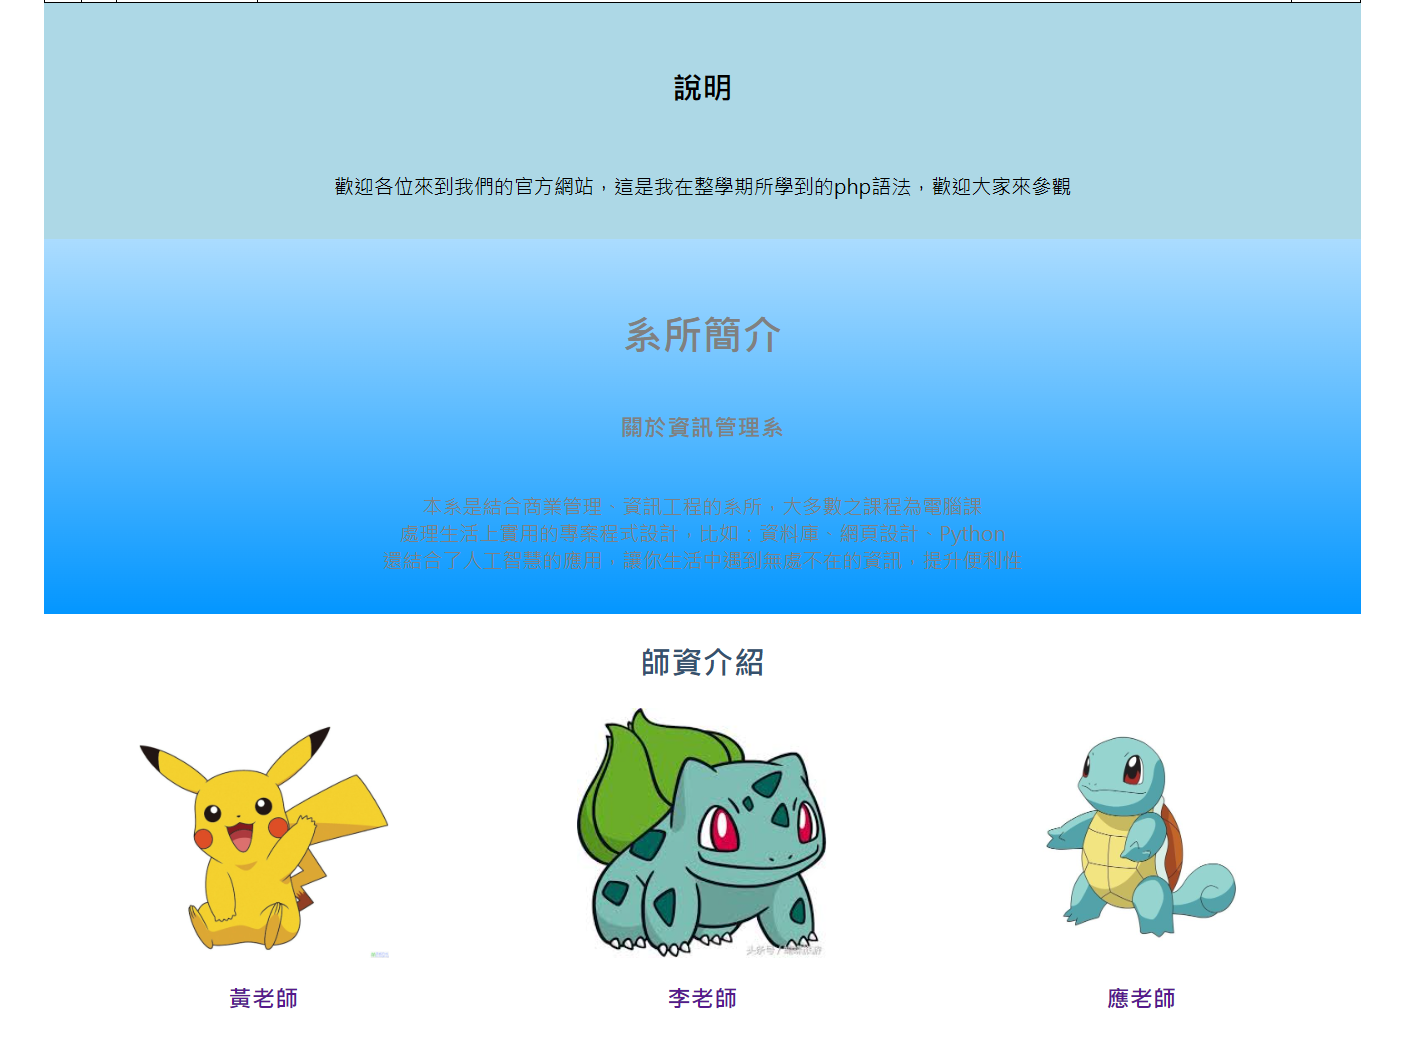 說明
歡迎各位來到我們的官方網站，這是我在整學期所學到的php語法，歡迎大家來參觀
系所簡介
關於資訊管理系
本系是結合商業管理、資訊工程的系所，大多數之課程為電腦課
處理生活上實用的專案程式設計，比如：資料庫、網頁設計、Python
還結合了人工智慧的應用，讓你生活中遇到無處不在的資訊，提升便利性
師資介紹
黃老師
李老師
應老師